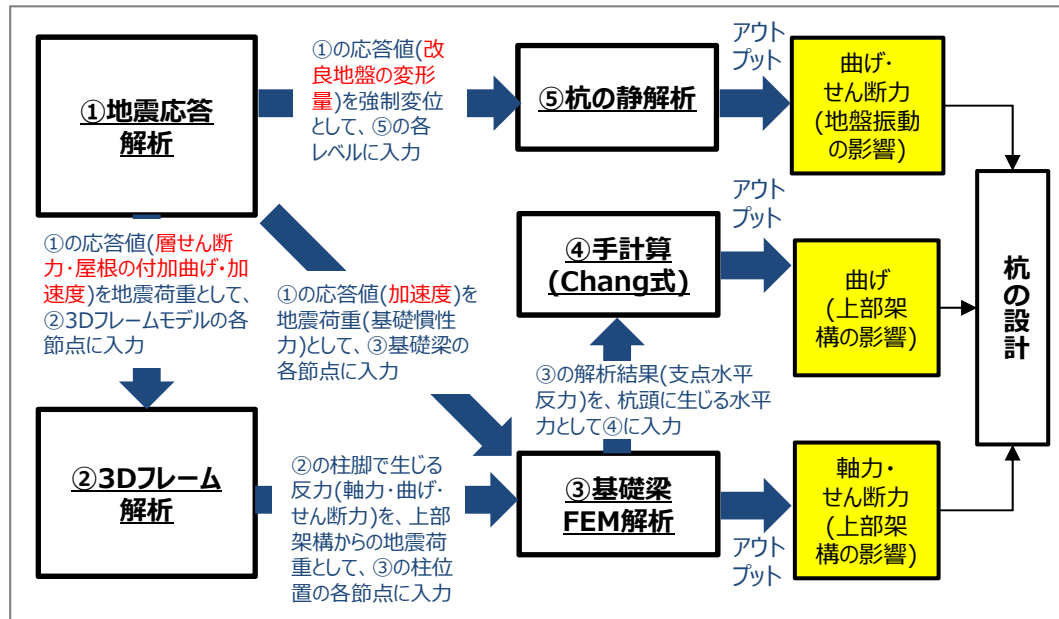 ①地震応答
解析
①の応答値(改
良地盤の変形
量)を強制変位
として、⑤の各
レベルに入力
⑤杭の静解析
アウト
プット
曲げ・
せん断力
(地盤振動
の影響)
①の応答値(層せん断
力・屋根の付加曲げ・加
速度)を地震荷重として、
②3Dフレームモデルの各
節点に入力
①の応答値(加速度)を
地震荷重(基礎慣性
力)として、③基礎梁の
各節点に入力
④手計算
(Chang式)
アウト
プット
曲げ
(上部架
構の影響)
杭の設計
③の解析結果(支点水平
反力)を、杭頭に生じる水平
力として④に入力
②3Dフレーム
解析
②の柱脚で生じる
反力(軸力・曲げ・
せん断力)を、上部
架構からの地震荷
重として、③の柱位
置の各節点に入力
③基礎梁
FEM解析
アウト
プット
軸力・
せん断力
(上部架
構の影響)